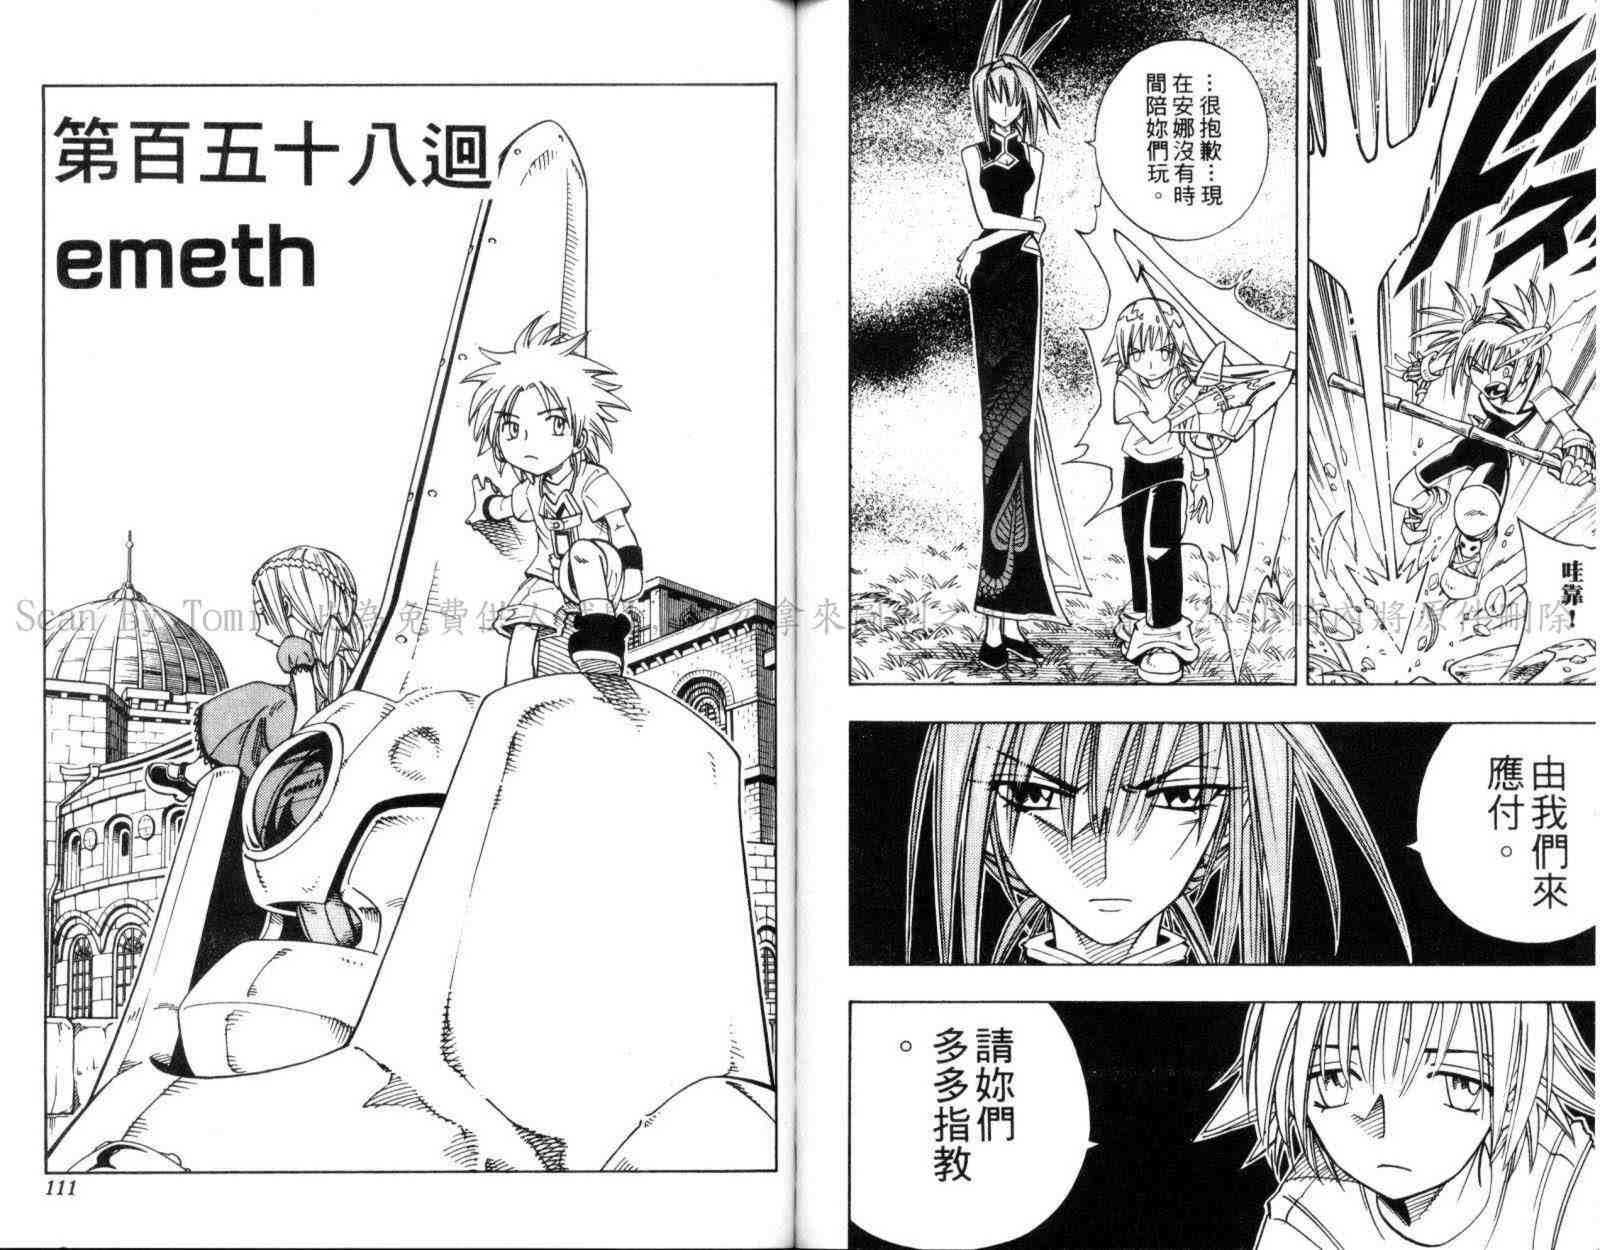 哇靠！
…很抱歉…現
在安娜沒有時
間陪妳們玩。
由我們來
應付。
請妳們
多多指教
。
第百五十八迴
emeth
111